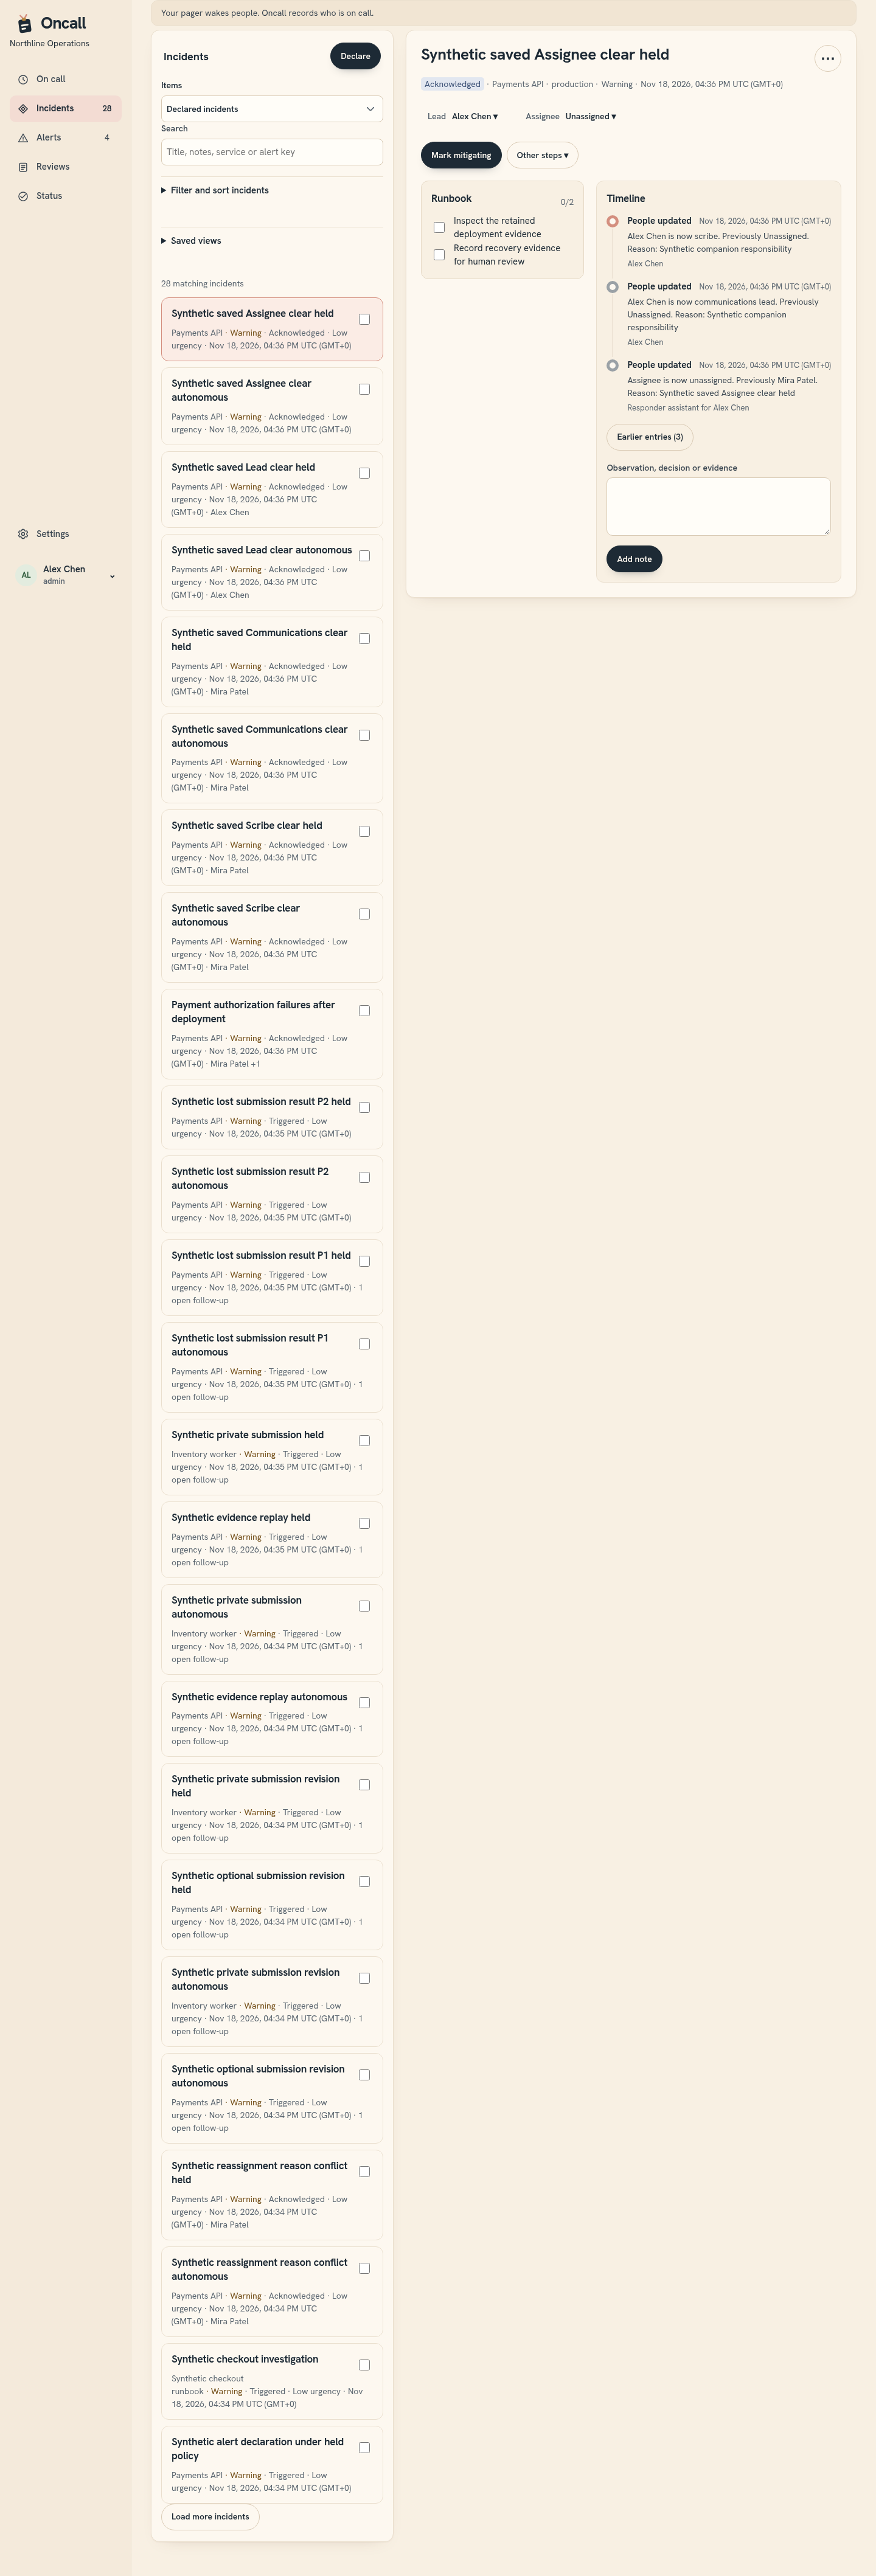 Oncall
Northline Operations
On call
Incidents 28
Alerts 4
Reviews
Status
Settings
AL
Alex Chen
admin
Your pager wakes people. Oncall records who is on call.
Incidents
Declare
Items
Declared incidents
Search
Title, notes, service or alert key
Filter and sort incidents
Saved views
28 matching incidents
Synthetic saved Assignee clear held
Payments API · Warning · Acknowledged · Low
urgency · Nov 18, 2026, 04:36 PM UTC (GMT+0)
Synthetic saved Assignee clear
autonomous
Payments API · Warning · Acknowledged · Low
urgency · Nov 18, 2026, 04:36 PM UTC (GMT+0)
Synthetic saved Lead clear held
Payments API · Warning · Acknowledged · Low
urgency · Nov 18, 2026, 04:36 PM UTC
(GMT+0) · Alex Chen
Synthetic saved Lead clear autonomous
Payments API · Warning · Acknowledged · Low
urgency · Nov 18, 2026, 04:36 PM UTC
(GMT+0) · Alex Chen
Synthetic saved Communications clear
held
Payments API · Warning · Acknowledged · Low
urgency · Nov 18, 2026, 04:36 PM UTC
(GMT+0) · Mira Patel
Synthetic saved Communications clear
autonomous
Payments API · Warning · Acknowledged · Low
urgency · Nov 18, 2026, 04:36 PM UTC
(GMT+0) · Mira Patel
Synthetic saved Scribe clear held
Payments API · Warning · Acknowledged · Low
urgency · Nov 18, 2026, 04:36 PM UTC
(GMT+0) · Mira Patel
Synthetic saved Scribe clear
autonomous
Payments API · Warning · Acknowledged · Low
urgency · Nov 18, 2026, 04:36 PM UTC
(GMT+0) · Mira Patel
Payment authorization failures after
deployment
Payments API · Warning · Acknowledged · Low
urgency · Nov 18, 2026, 04:36 PM UTC
(GMT+0) · Mira Patel +1
Synthetic lost submission result P2 held
Payments API · Warning · Triggered · Low
urgency · Nov 18, 2026, 04:35 PM UTC (GMT+0)
Synthetic lost submission result P2
autonomous
Payments API · Warning · Triggered · Low
urgency · Nov 18, 2026, 04:35 PM UTC (GMT+0)
Synthetic lost submission result P1 held
Payments API · Warning · Triggered · Low
urgency · Nov 18, 2026, 04:35 PM UTC (GMT+0) · 1
open follow-up
Synthetic lost submission result P1
autonomous
Payments API · Warning · Triggered · Low
urgency · Nov 18, 2026, 04:35 PM UTC (GMT+0) · 1
open follow-up
Synthetic private submission held
Inventory worker · Warning · Triggered · Low
urgency · Nov 18, 2026, 04:35 PM UTC (GMT+0) · 1
open follow-up
Synthetic evidence replay held
Payments API · Warning · Triggered · Low
urgency · Nov 18, 2026, 04:35 PM UTC (GMT+0) · 1
open follow-up
Synthetic private submission
autonomous
Inventory worker · Warning · Triggered · Low
urgency · Nov 18, 2026, 04:34 PM UTC (GMT+0) · 1
open follow-up
Synthetic evidence replay autonomous
Payments API · Warning · Triggered · Low
urgency · Nov 18, 2026, 04:34 PM UTC (GMT+0) · 1
open follow-up
Synthetic private submission revision
held
Inventory worker · Warning · Triggered · Low
urgency · Nov 18, 2026, 04:34 PM UTC (GMT+0) · 1
open follow-up
Synthetic optional submission revision
held
Payments API · Warning · Triggered · Low
urgency · Nov 18, 2026, 04:34 PM UTC (GMT+0) · 1
open follow-up
Synthetic private submission revision
autonomous
Inventory worker · Warning · Triggered · Low
urgency · Nov 18, 2026, 04:34 PM UTC (GMT+0) · 1
open follow-up
Synthetic optional submission revision
autonomous
Payments API · Warning · Triggered · Low
urgency · Nov 18, 2026, 04:34 PM UTC (GMT+0) · 1
open follow-up
Synthetic reassignment reason conflict
held
Payments API · Warning · Acknowledged · Low
urgency · Nov 18, 2026, 04:34 PM UTC
(GMT+0) · Mira Patel
Synthetic reassignment reason conflict
autonomous
Payments API · Warning · Acknowledged · Low
urgency · Nov 18, 2026, 04:34 PM UTC
(GMT+0) · Mira Patel
Synthetic checkout investigation
Synthetic checkout
runbook · Warning · Triggered · Low urgency · Nov
18, 2026, 04:34 PM UTC (GMT+0)
Synthetic alert declaration under held
policy
Payments API · Warning · Triggered · Low
urgency · Nov 18, 2026, 04:34 PM UTC (GMT+0)
Load more incidents
Synthetic saved Assignee clear held
Acknowledged · Payments API · production · Warning · Nov 18, 2026, 04:36 PM UTC (GMT+0)
Lead Alex Chen ▾ Assignee Unassigned ▾
Mark mitigating Other steps ▾
Runbook 0/2
Inspect the retained
deployment evidence
Record recovery evidence
for human review
Timeline
People updated Nov 18, 2026, 04:36 PM UTC (GMT+0)
Alex Chen is now scribe. Previously Unassigned.
Reason: Synthetic companion responsibility
Alex Chen
People updated Nov 18, 2026, 04:36 PM UTC (GMT+0)
Alex Chen is now communications lead. Previously
Unassigned. Reason: Synthetic companion
responsibility
Alex Chen
People updated Nov 18, 2026, 04:36 PM UTC (GMT+0)
Assignee is now unassigned. Previously Mira Patel.
Reason: Synthetic saved Assignee clear held
Responder assistant for Alex Chen
Earlier entries (3)
Observation, decision or evidence
Add note